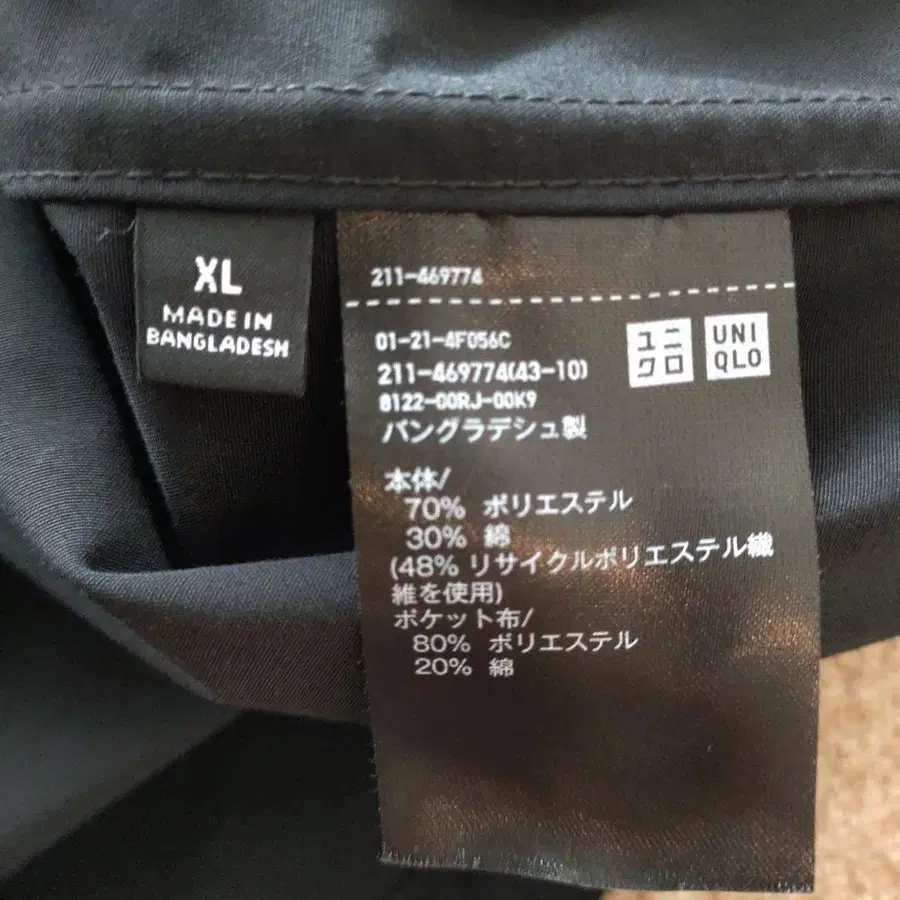 XL
MADE IN
BANGLADESH
211-469774
01-21-4F056C
211-469774(43-10)
8122-00RJ-00K9
バングラデシュ製
ユニ
クロ
UNI
QLO
本体/
70% ポリエステル
30% 綿
(48% リサイクルポリエステル繊
維を使用)
ポケット布/
80% ポリエステル
20% 綿